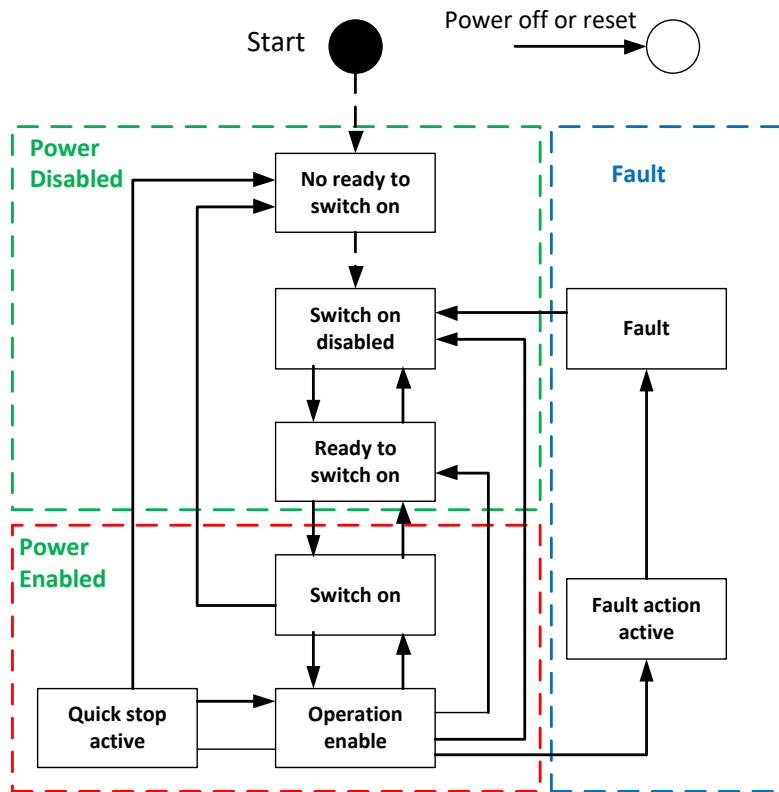 Start
Power off or reset
Power
Disabled
Fault
No ready to
switch on
Switch on
disabled
Fault
Ready to
switch on
Power
Enabled
Switch on
Fault action
active
Quick stop
active
Operation
enable